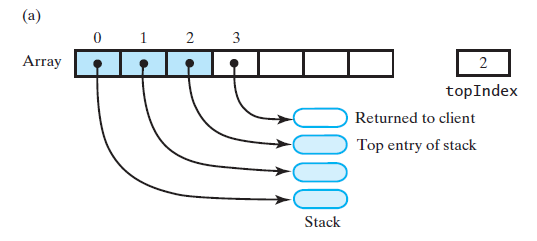 (a)
0 1 2 3
Array
2
topIndex
Returned to client
Top entry of stack
Stack